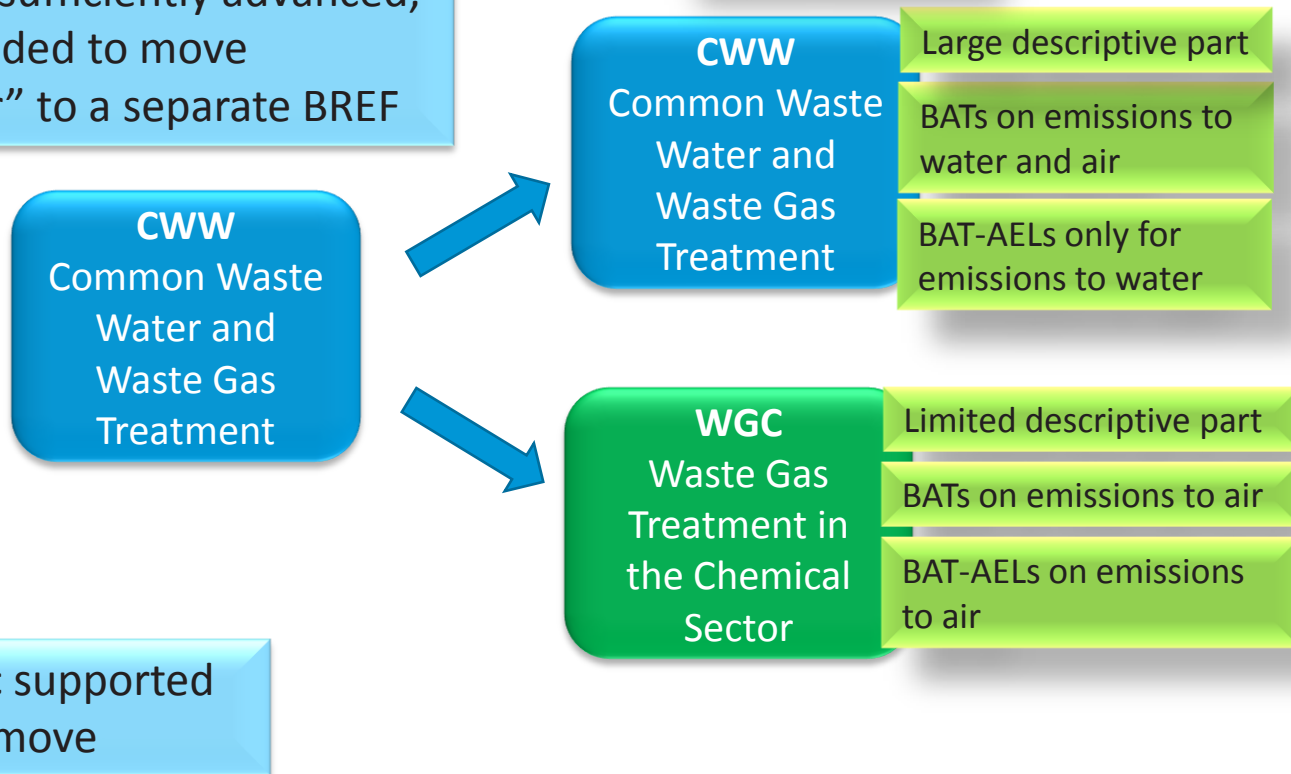 sufficiently advanced,
ded to move
” to a separate BREF
CWW
Common Waste
Water and
Waste Gas
Treatment
CWW
Common Waste
Water and
Waste Gas
Treatment
Large descriptive part
BATs on emissions to
water and air
BAT-AELs only for
emissions to water
WGC
Waste Gas
Treatment in
the Chemical
Sector
Limited descriptive part
BATs on emissions to air
BAT-AELs on emissions
to air
supported
move